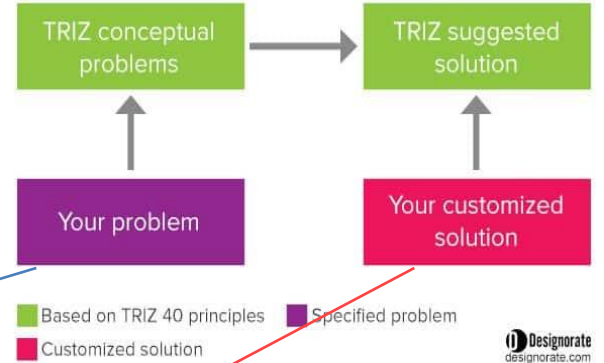 TRIZ conceptual
problems
TRIZ suggested
solution
Your problem
Your customized
solution
Based on TRIZ 40 principles
Specified problem
Customized solution
Designorate
designorate.com